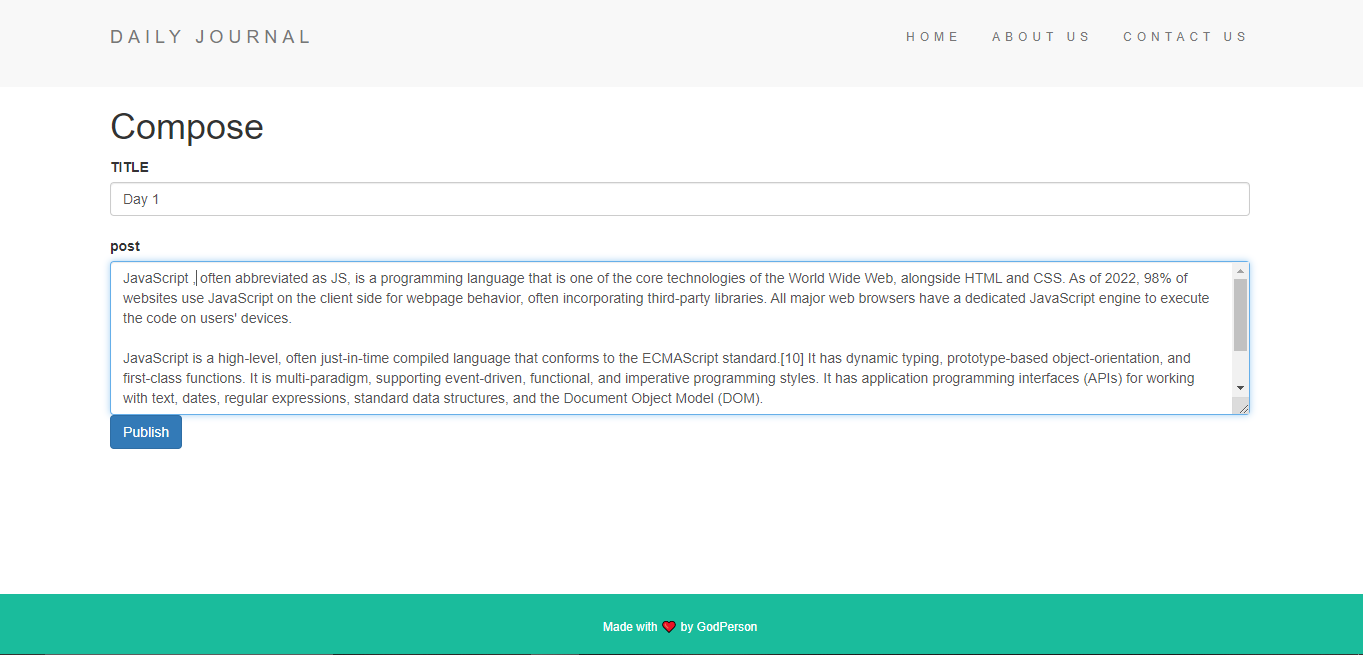 DAILY JOURNAL
HOME ABOUT US CONTACT US
Compose
TITLE
Day 1
post
JavaScript , often abbreviated as JS, is a programming language that is one of the core technologies of the World Wide Web, alongside HTML and CSS. As of 2022, 98% of
websites use JavaScript on the client side for webpage behavior, often incorporating third-party libraries. All major web browsers have a dedicated JavaScript engine to execute
the code on users' devices.
JavaScript is a high-level, often just-in-time compiled language that conforms to the ECMAScript standard.[10] It has dynamic typing, prototype-based object-orientation, and
first-class functions. It is multi-paradigm, supporting event-driven, functional, and imperative programming styles. It has application programming interfaces (APIs) for working
with text, dates, regular expressions, standard data structures, and the Document Object Model (DOM).
Publish
Made with ❤ by GodPerson